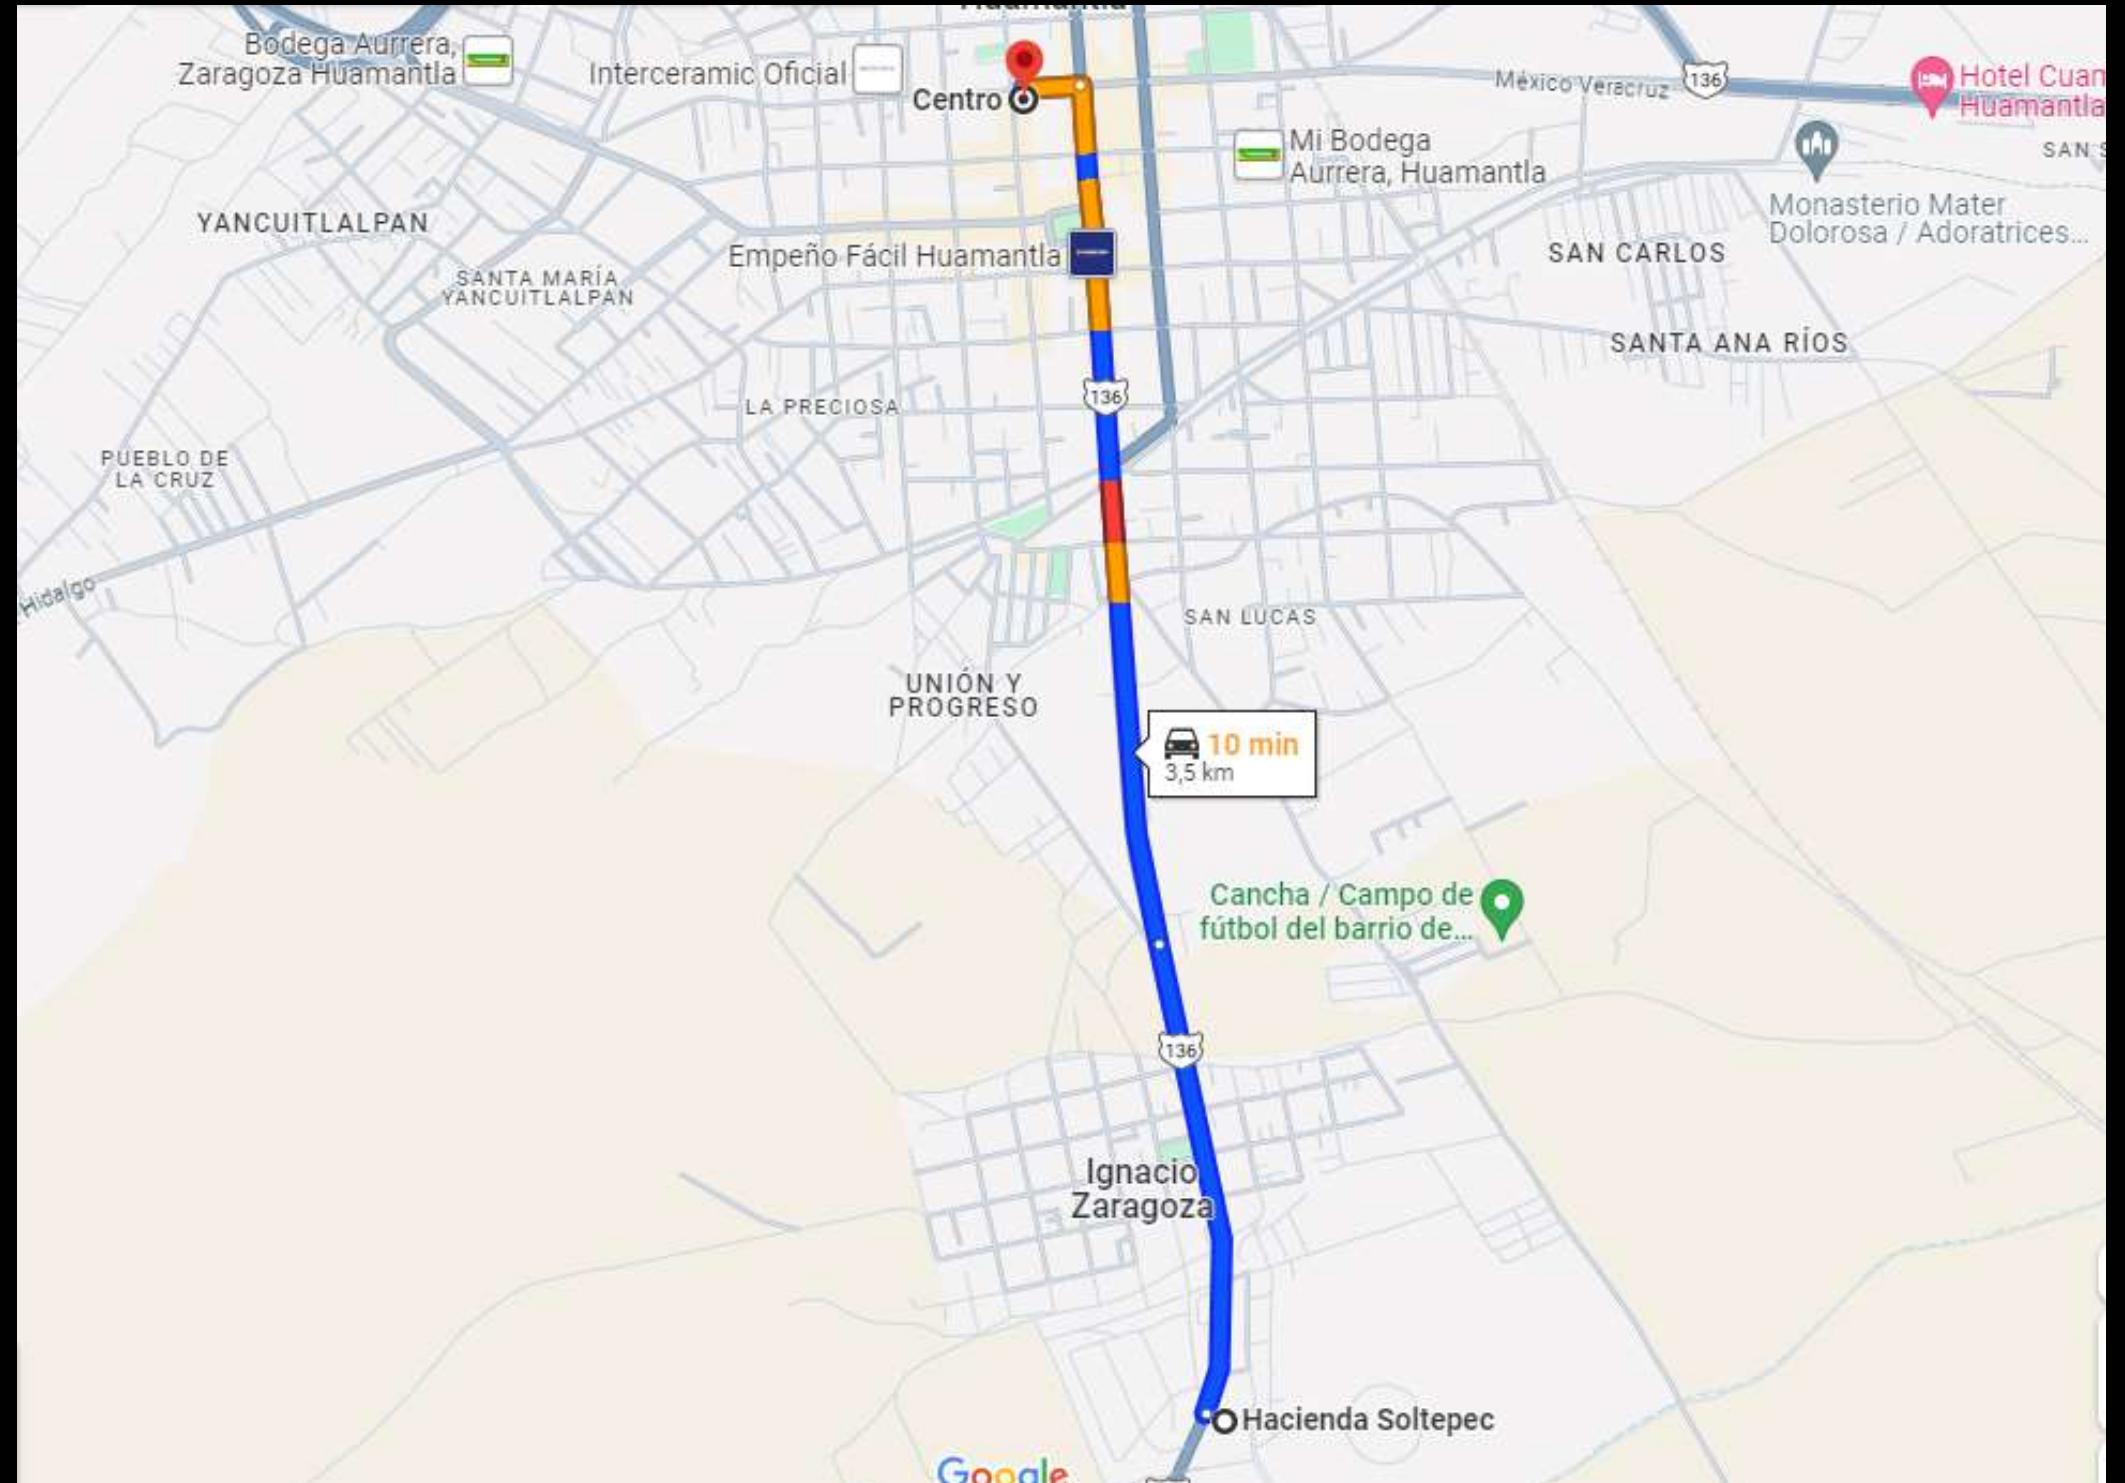 Huamantla
Bodega Aurrera,
Zaragoza Huamantla
Interceramic Oficial
Centro
México Veracruz
136
Hotel Cuam
Huamantla
Mi Bodega
Aurrera, Huamantla
SAN S
YANCUITLALPAN
Monasterio Mater
Dolorosa / Adoratrices...
Empeño Fácil Huamantla
SAN CARLOS
SANTA MARÍA
YANCUITLALPAN
SANTA ANA RÍOS
136
LA PRECIOSA
PUEBLO DE
LA CRUZ
Hidalgo
SAN LUCAS
UNIÓN Y
PROGRESO
10 min
3,5 km
Cancha / Campo de
fútbol del barrio de...
136
Ignacio
Zaragoza
Hacienda Soltepec
Google